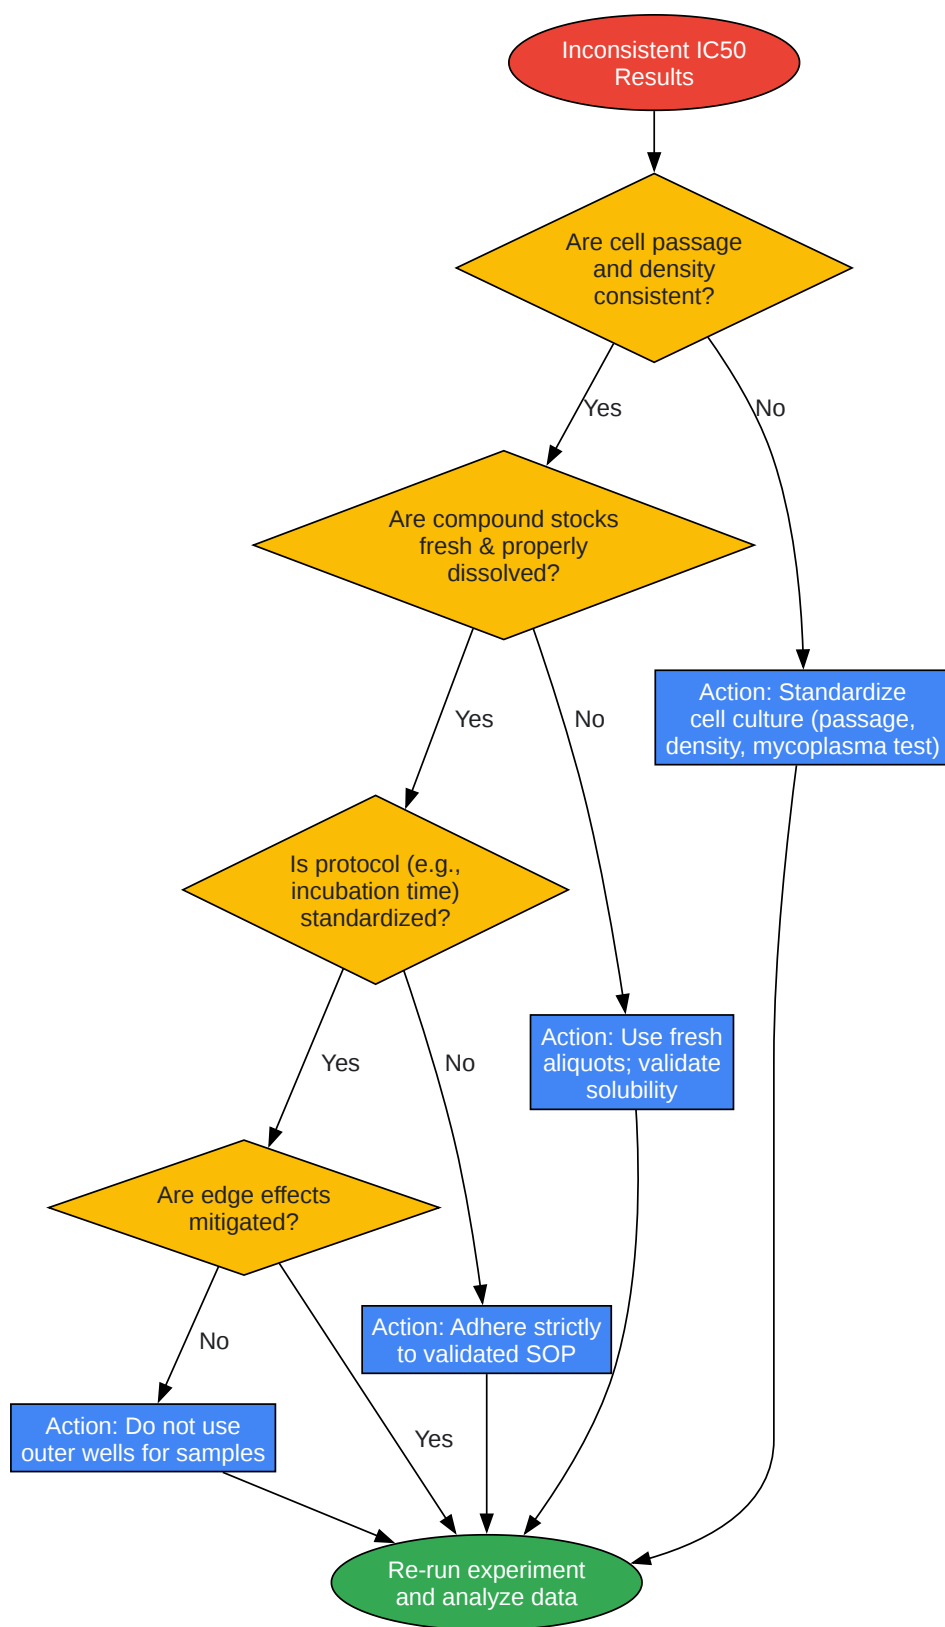 Inconsistent IC50
Results
Are cell passage
and density
consistent?
Yes
No
Are compound stocks
fresh & properly
dissolved?
Action: Standardize
cell culture (passage,
density, mycoplasma test)
Yes
No
Is protocol (e.g.,
incubation time)
standardized?
Action: Use fresh
aliquots; validate
solubility
Yes
No
Are edge effects
mitigated?
Action: Adhere strictly
to validated SOP
No
Yes
Action: Do not use
outer wells for samples
Re-run experiment
and analyze data